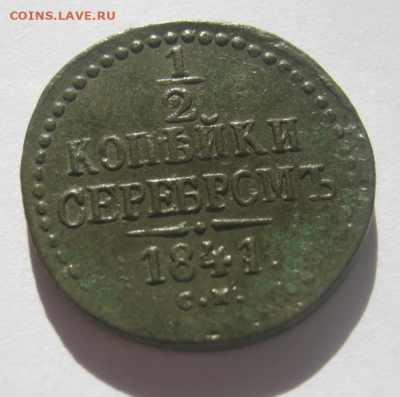 COINS.LAVE.RU
1
2
КОПѢЙКИ
СЕРЕБРОМЪ
1841.
С.М.